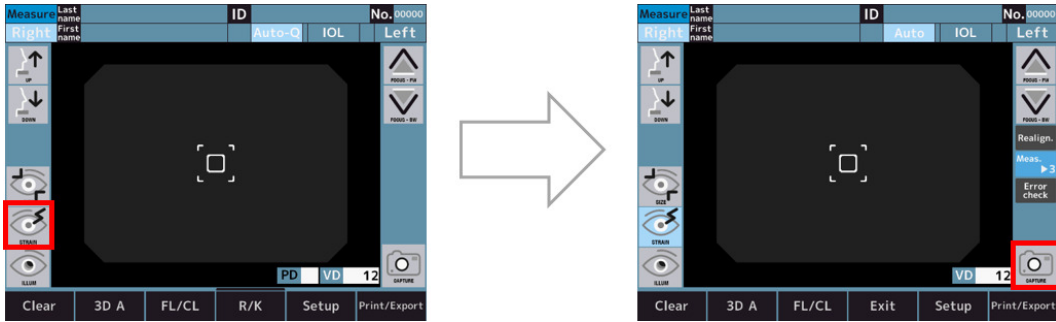 Measure Last name ID No. 00000
Right First name Auto-Q IOL Left
UP FOCUS・FW
DOWN FOCUS・BW
STRAIN
ILLUM CAPTURE
PD VD 12
Clear 3D A FL/CL R/K Setup Print/Export
Measure Last name ID No. 00000
Right First name Auto IOL Left
UP FOCUS・FW
DOWN FOCUS・BW
Realign.
Meas. ▶3
SIZE Error check
STRAIN
ILLUM CAPTURE
VD 12
Clear 3D A FL/CL Exit Setup Print/Export